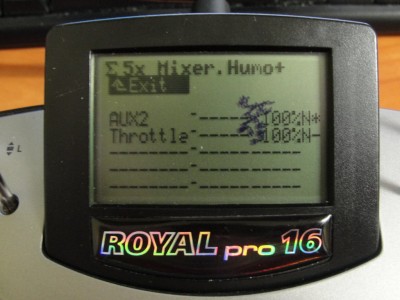 Σ5x Mixer.Humo+
Exit
AUX2 ------ 100%N*
Throttle ------ 100%N-
------ ------
------ ------
------ ------
L
ROYAL pro 16